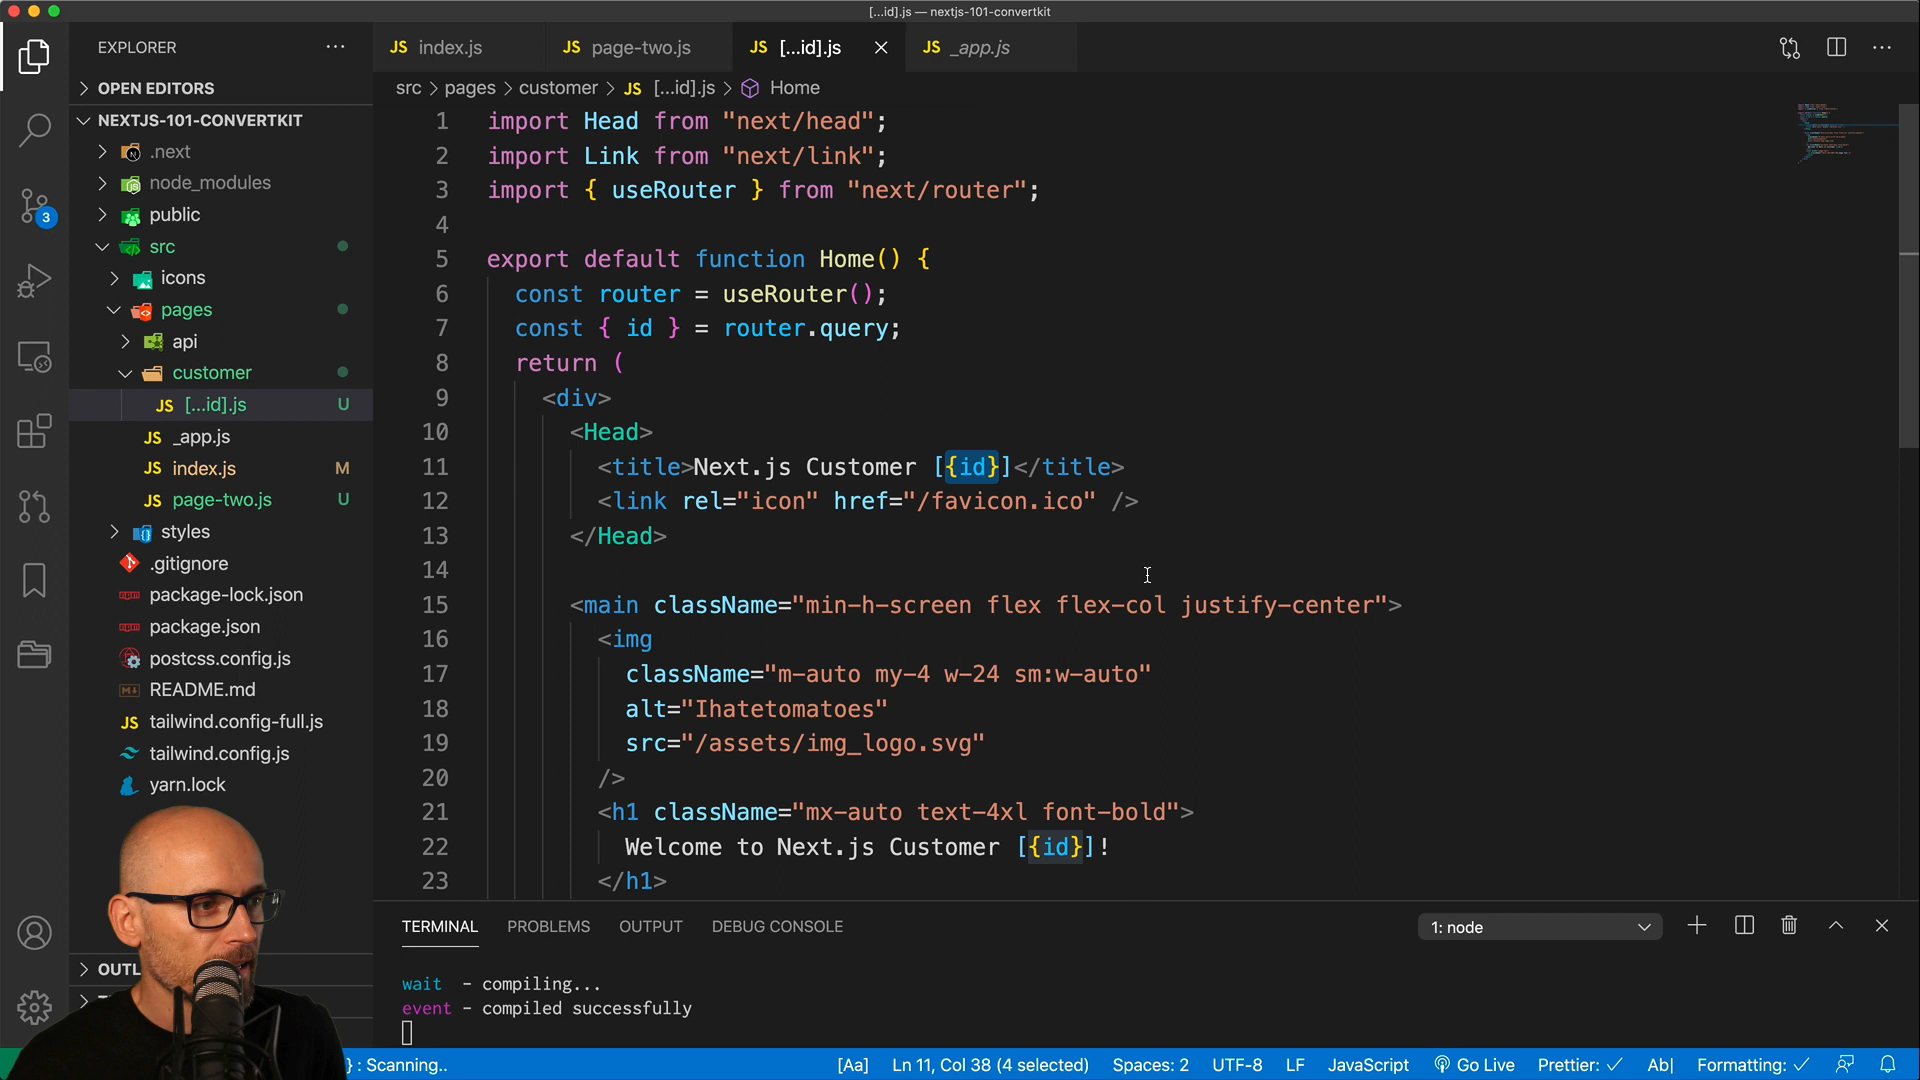 [...id].js — nextjs-101-convertkit
EXPLORER
OPEN EDITORS
NEXTJS-101-CONVERTKIT
.next
node_modules
public
src
icons
pages
api
customer
JS [...id].js U
JS _app.js
JS index.js M
JS page-two.js U
styles
.gitignore
package-lock.json
package.json
postcss.config.js
README.md
JS tailwind.config-full.js
tailwind.config.js
yarn.lock
OUTL
3
JS index.js
JS page-two.js
JS [...id].js
JS _app.js
src > pages > customer > JS [...id].js > Home
1 import Head from "next/head";
2 import Link from "next/link";
3 import { useRouter } from "next/router";
4
5 export default function Home() {
6 const router = useRouter();
7 const { id } = router.query;
8 return (
9 <div>
10 <Head>
11 <title>Next.js Customer [{id}]</title>
12 <link rel="icon" href="/favicon.ico" />
13 </Head>
14
15 <main className="min-h-screen flex flex-col justify-center">
16 <img
17 className="m-auto my-4 w-24 sm:w-auto"
18 alt="Ihatetomatoes"
19 src="/assets/img_logo.svg"
20 />
21 <h1 className="mx-auto text-4xl font-bold">
22 Welcome to Next.js Customer [{id}]!
23 </h1>
TERMINAL PROBLEMS OUTPUT DEBUG CONSOLE 1: node
wait - compiling...
event - compiled successfully
} : Scanning.. [Aa] Ln 11, Col 38 (4 selected) Spaces: 2 UTF-8 LF JavaScript Go Live Prettier: ✓ Ab| Formatting: ✓